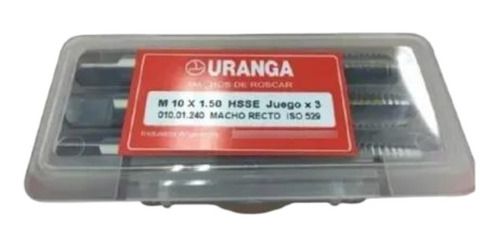 URANGA
MACHOS DE ROSCAR
M 10 X 1.50 HSSE Juego x 3
010.01.240 MACHO RECTO ISO 529
Industria Argentina